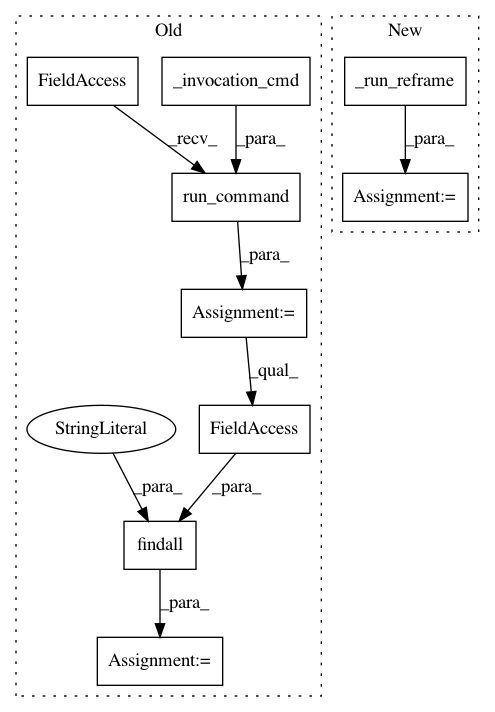 Old
New
FieldAccess
_invocation_cmd
_run_reframe
_recv_
_para_
_para_
run_command
Assignment:=
_para_
Assignment:=
_qual_
StringLiteral
FieldAccess
_para_
_para_
findall
_para_
Assignment:=